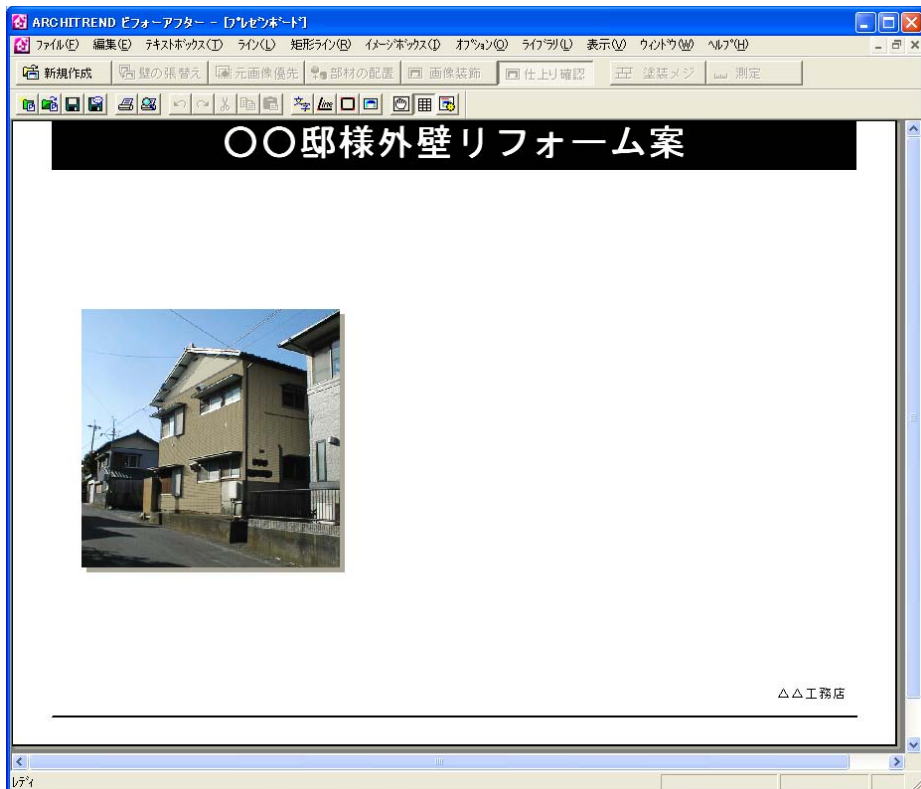 ARCHITREND ビフォーアフター - [プレゼンボード]
ファイル(F) 編集(E) テキストボックス(T) ライン(L) 矩形ライン(R) イメージボックス(I) オプション(O) ライブラリ(L) 表示(V) ウィンドウ(W) ヘルプ(H)
新規作成 壁の張替え 元画像優先 部材の配置 画像装飾 仕上り確認 塗装メジ 測定
文字 line
〇〇邸様外壁リフォーム案
△△工務店
レディ